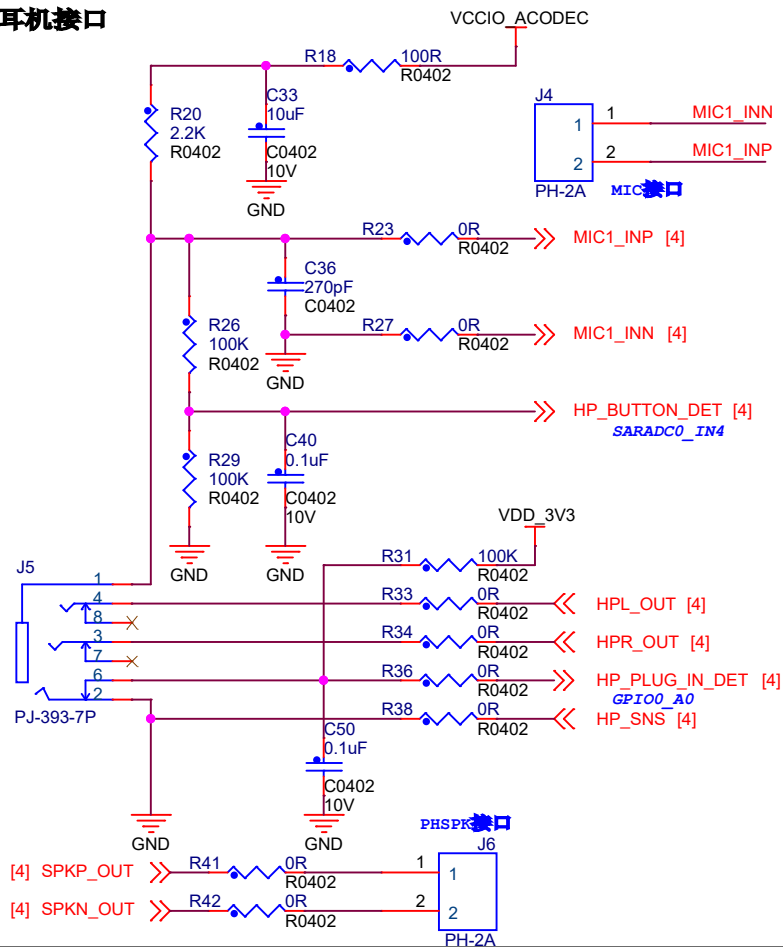 耳机接口
VCCIO_ACODEC
R18 100R
R0402
C33
10uF
C0402
10V
GND
R20
2.2K
R0402
J4
1 1 MIC1_INN
2 2 MIC1_INP
PH-2A MIC接口
R23 0R
R0402
MIC1_INP [4]
C36
270pF
C0402
R27 0R
R0402
MIC1_INN [4]
GND
R26
100K
R0402
HP_BUTTON_DET [4]
SARADC0_IN4
C40
0.1uF
C0402
10V
R29
100K
R0402
GND
GND
VDD_3V3
R31 100K
R0402
J5
1
4
8
3
7
6
2
PJ-393-7P
R33 0R
R0402
HPL_OUT [4]
R34 0R
R0402
HPR_OUT [4]
R36 0R
R0402
HP_PLUG_IN_DET [4]
GPIO0_A0
R38 0R
R0402
HP_SNS [4]
C50
0.1uF
C0402
10V
GND
GND
PHSPK接口
J6
[4] SPKP_OUT R41 0R 1 1
R0402
[4] SPKN_OUT R42 0R 2 2
R0402
PH-2A